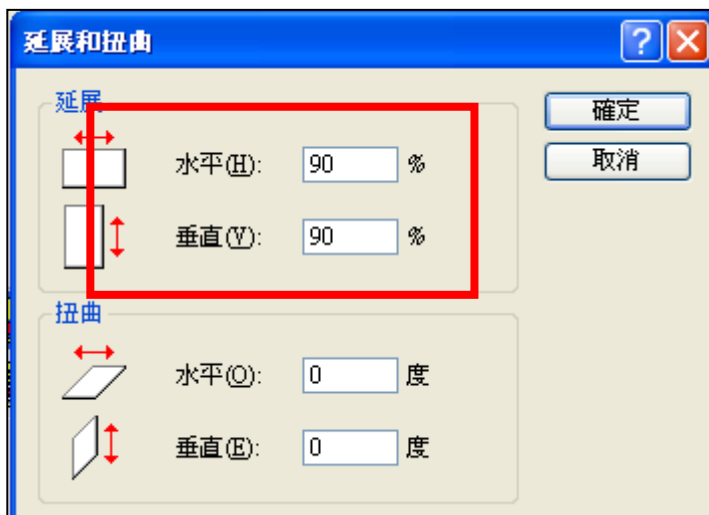 延展和扭曲
延展
水平(H): 90 %
垂直(V): 90 %
確定
取消
扭曲
水平(O): 0 度
垂直(E): 0 度